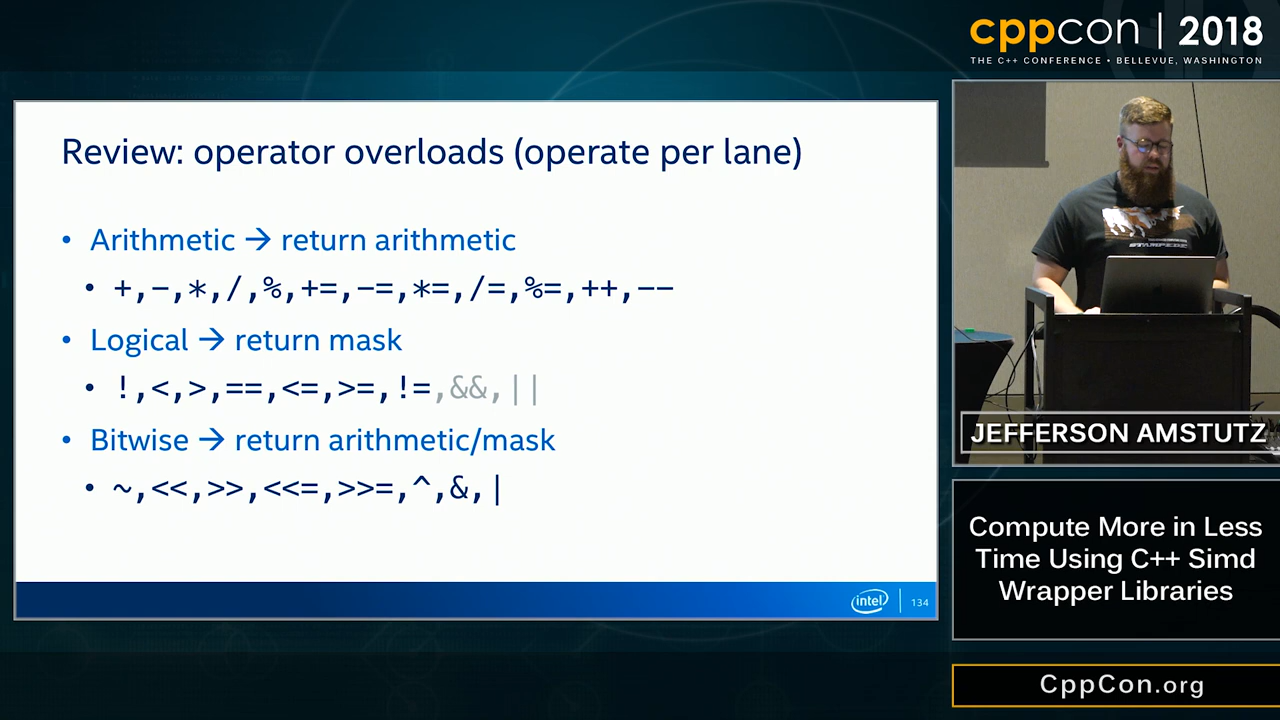 cppcon | 2018
THE C++ CONFERENCE • BELLEVUE, WASHINGTON
Review: operator overloads (operate per lane)
• Arithmetic → return arithmetic
• +,−,*,/,%,+=,−=,*=,/=,%=,++,−−
• Logical → return mask
• !,<,>,==,<=,>=,!=,&&,||
• Bitwise → return arithmetic/mask
• ~,<<,>>,<<=,>>=,^,&,|
intel
134
STAMPEDE
JEFFERSON AMSTUTZ
Compute More in Less
Time Using C++ Simd
Wrapper Libraries
CppCon.org